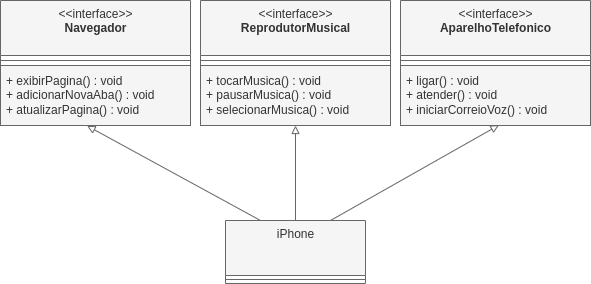 <<interface>>
Navegador
+ exibirPagina() : void
+ adicionarNovaAba() : void
+ atualizarPagina() : void
<<interface>>
ReprodutorMusical
+ tocarMusica() : void
+ pausarMusica() : void
+ selecionarMusica() : void
<<interface>>
AparelhoTelefonico
+ ligar() : void
+ atender() : void
+ iniciarCorreioVoz() : void
iPhone